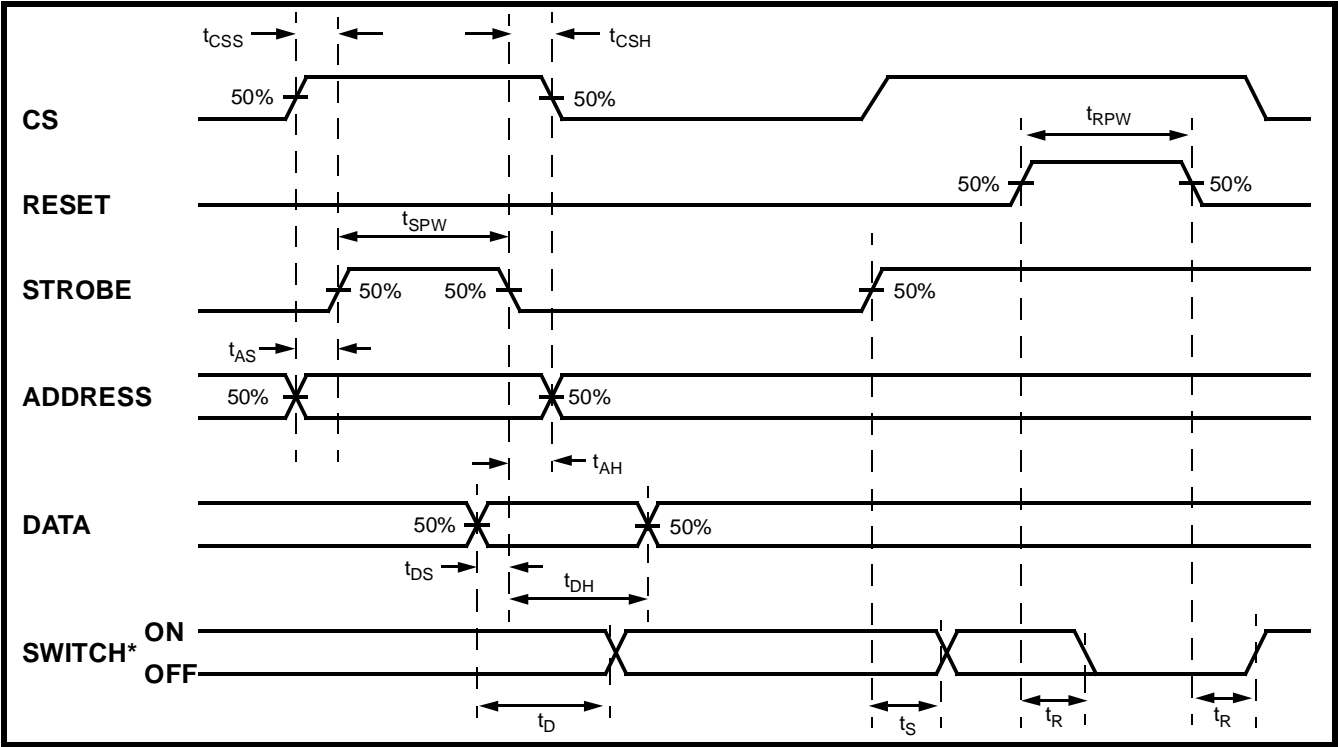 tCSS
tCSH
CS
50%
50%
tRPW
RESET
50%
50%
tSPW
STROBE
50%
50%
50%
tAS
ADDRESS
50%
50%
tAH
DATA
50%
50%
tDS
tDH
SWITCH*
ON
OFF
tD
tS
tR
tR